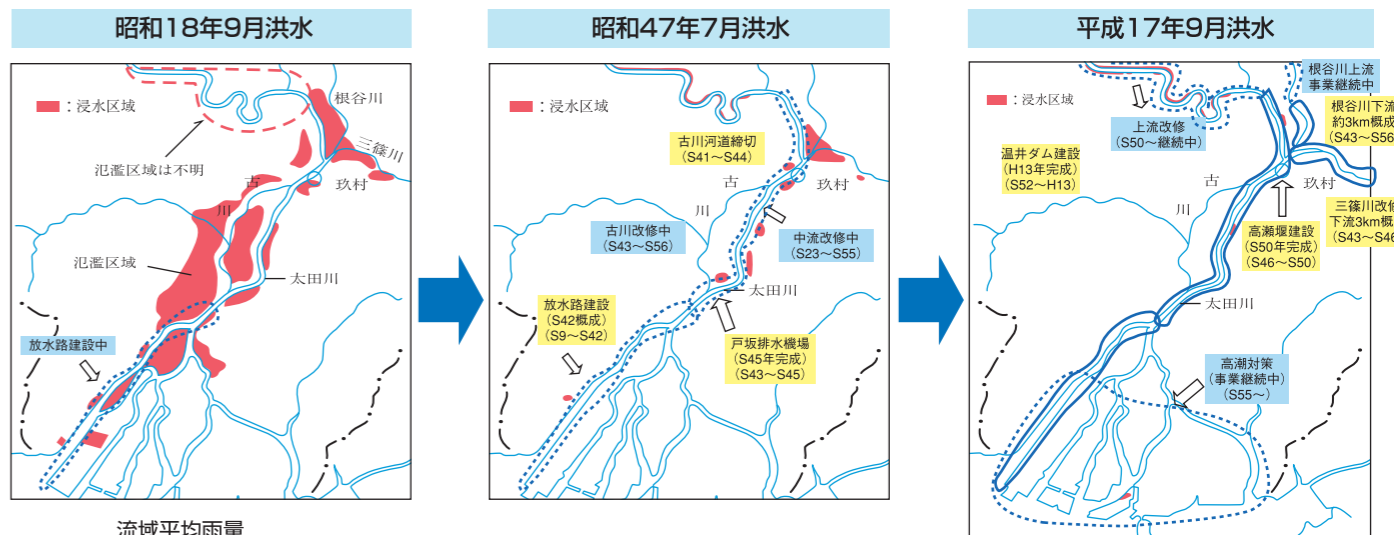 昭和18年9月洪水
：浸水区域
氾濫区域は不明
根谷川
三篠川
玖村
古
川
氾濫区域
太田川
放水路建設中
流域平均雨量
昭和47年7月洪水
：浸水区域
古川河道締切
（S41～S44）
古
川
玖村
古川改修中
（S43～S56）
中流改修中
（S23～S55）
太田川
放水路建設
（S42概成）
（S9～S42）
戸坂排水機場
（S45年完成）
（S43～S45）
平成17年9月洪水
：浸水区域
根谷川上流
事業継続中
根谷川下流
約3km概成
（S43～S56
上流改修
（S50～継続中）
温井ダム建設
（H13年完成）
（S52～H13）
古
川
玖村
三篠川改修
下流3km概
（S43～S46
高瀬堰建設
（S50年完成）
（S46～S50）
太田川
高潮対策
（事業継続中）
（S55～）